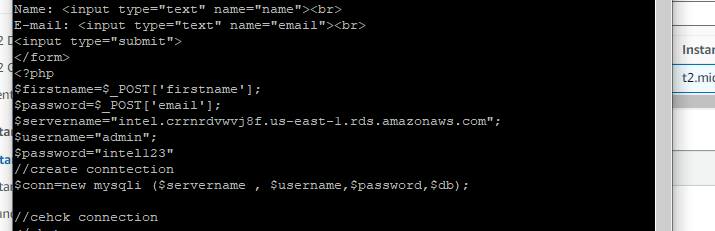 Name: <input type="text" name="name"><br>
E-mail: <input type="text" name="email"><br>
<input type="submit">
</form>
<?php
$firstname=$_POST['firstname'];
$password=$_POST['email'];
$servername="intel.crrnrdvwvj8f.us-east-1.rds.amazonaws.com";
$username="admin";
$password="intel123"
//create conntection
$conn=new mysqli ($servername , $username,$password,$db);
//cehck connection
Instan
t2.mic